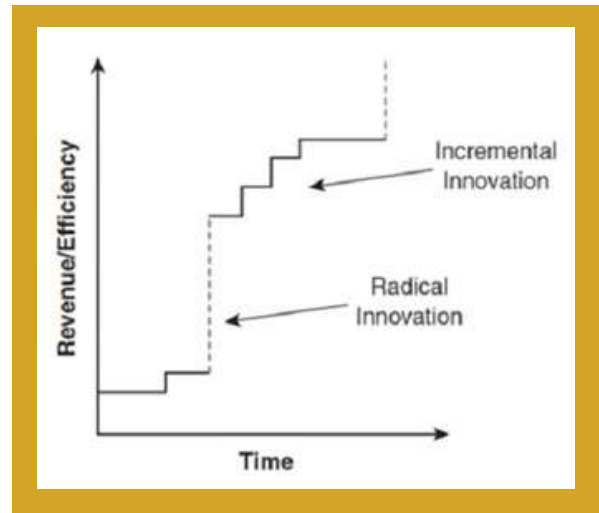 Revenue/Efficiency
Incremental
Innovation
Radical
Innovation
Time